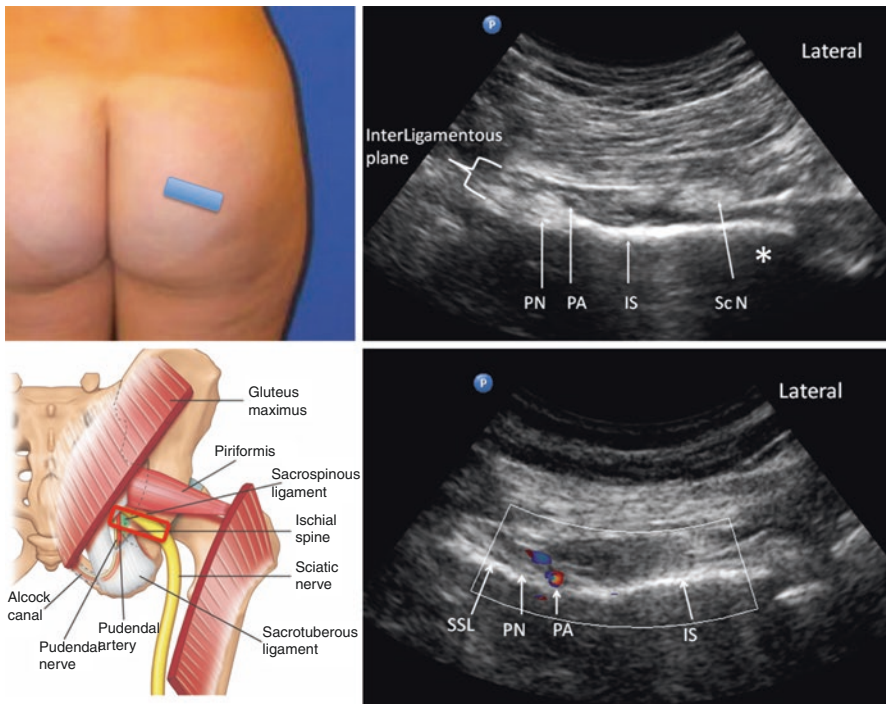 P
Lateral
InterLigamentous
plane
PN
PA
IS
Sc N
*
Gluteus
maximus
Piriformis
Sacrospinous
ligament
Ischial
spine
Sciatic
nerve
Alcock
canal
Pudendal
artery
Pudendal
nerve
Sacrotuberous
ligament
P
Lateral
SSL
PN
PA
IS